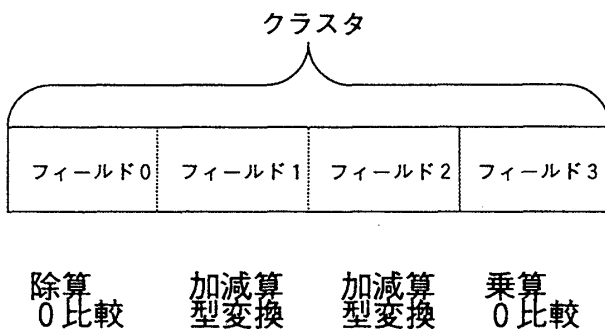 クラスタ
フィールド0 フィールド1 フィールド2 フィールド3
除算 加減算 加減算 乗算
0比較 型変換 型変換 0比較